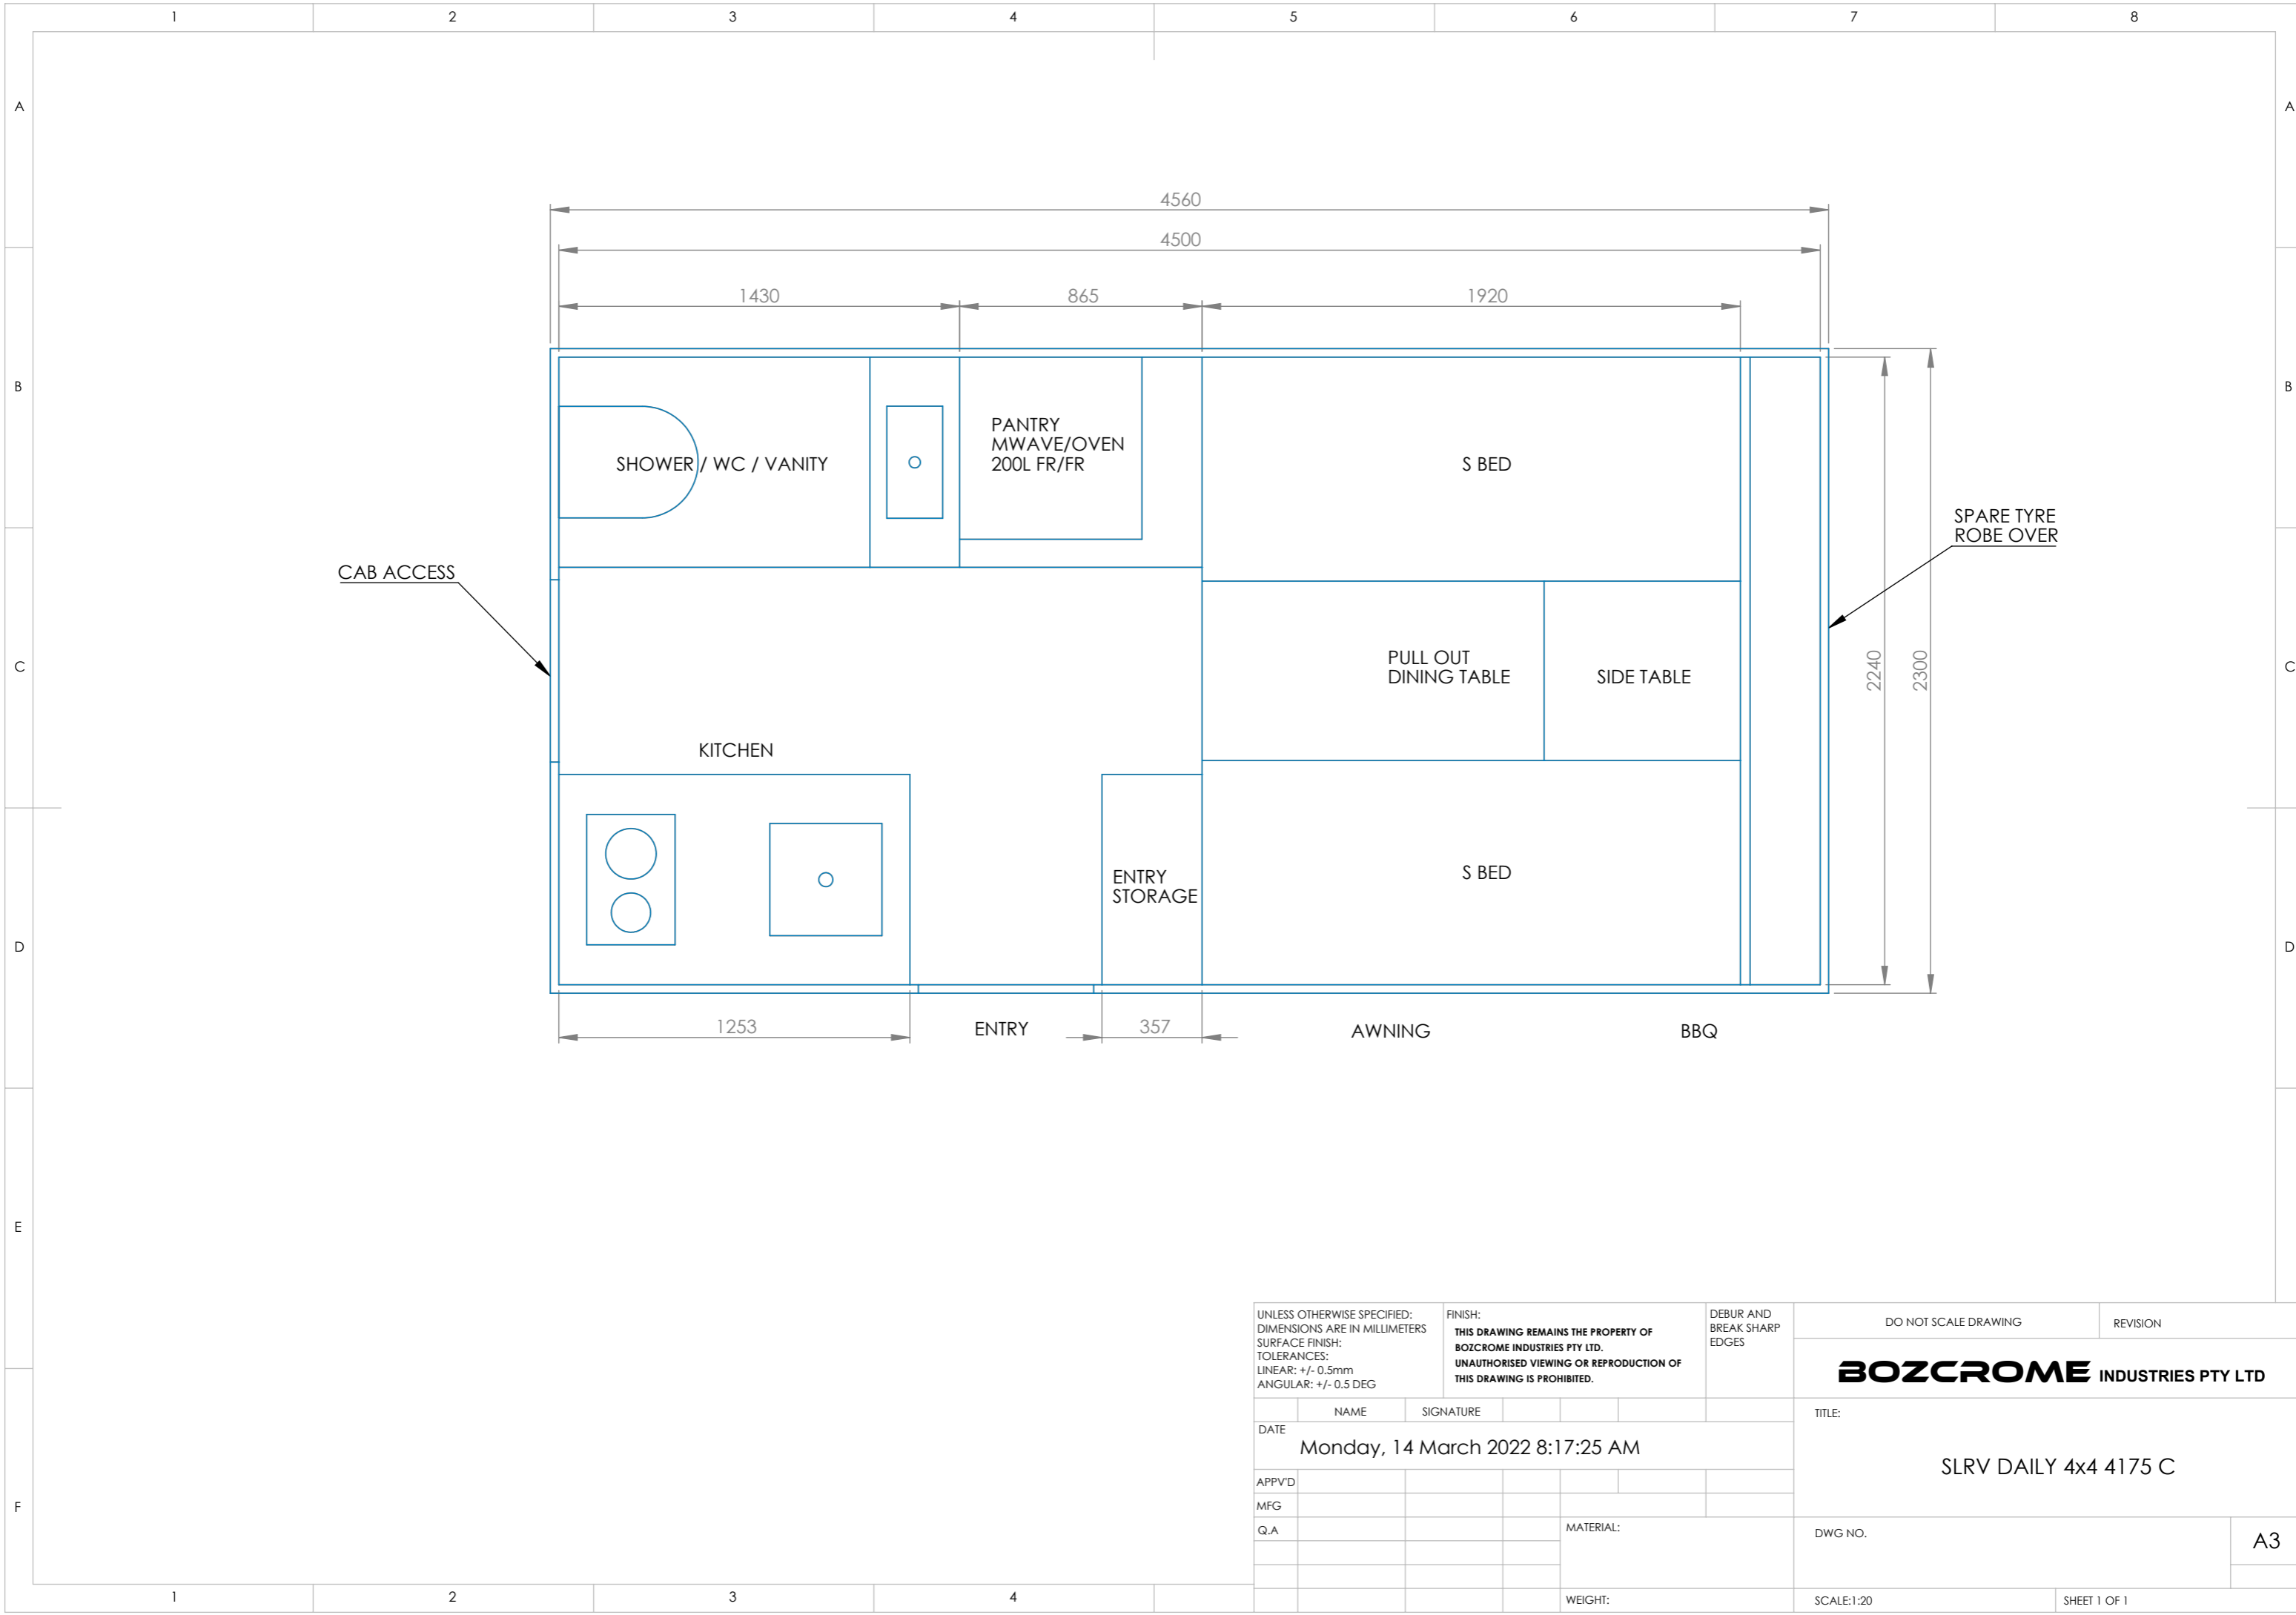 1 2 3 4 5 6 7 8
A A
B B
C C
D D
E
F
4560
4500
1430 865 1920
SHOWER / WC / VANITY
PANTRY
MWAVE/OVEN
200L FR/FR
S BED
SPARE TYRE
ROBE OVER
CAB ACCESS
PULL OUT
DINING TABLE
SIDE TABLE
2240
2300
KITCHEN
ENTRY
STORAGE
S BED
1253
ENTRY
357
AWNING
BBQ
UNLESS OTHERWISE SPECIFIED:
DIMENSIONS ARE IN MILLIMETERS
SURFACE FINISH:
TOLERANCES:
LINEAR: +/- 0.5mm
ANGULAR: +/- 0.5 DEG
FINISH:
THIS DRAWING REMAINS THE PROPERTY OF
BOZCROME INDUSTRIES PTY LTD.
UNAUTHORISED VIEWING OR REPRODUCTION OF
THIS DRAWING IS PROHIBITED.
DEBUR AND
BREAK SHARP
EDGES
DO NOT SCALE DRAWING
REVISION
BOZCROME INDUSTRIES PTY LTD
NAME SIGNATURE
DATE
Monday, 14 March 2022 8:17:25 AM
APPV'D
MFG
Q.A
MATERIAL:
WEIGHT:
TITLE:
SLRV DAILY 4x4 4175 C
DWG NO.
A3
SCALE:1:20
SHEET 1 OF 1
1 2 3 4